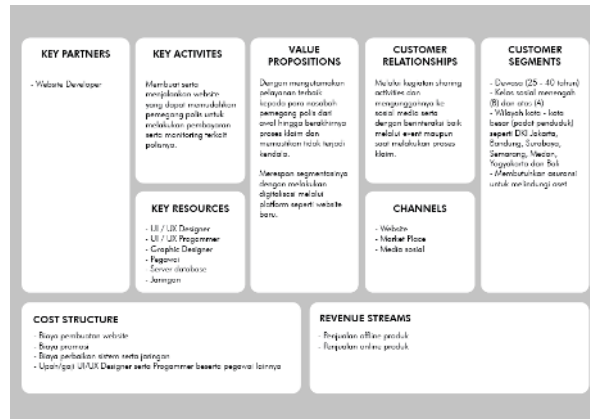 KEY PARTNERS
- Website Developer
KEY ACTIVITES
Membuat serta
menjalankan website
yang dapat memudahkan
pemegang polis untuk
melakukan pembayaran
serta monitoring terkait
polisnya.
KEY RESOURCES
- UI / UX Designer
- UI / UX Progammer
- Graphic Designer
- Pegawai
- Server database
- Jaringan
VALUE
PROPOSITIONS
Dengan mengutamakan
pelayanan terbaik
kepada para nasabah
pemegang polis dari
awal hingga berakhirnya
proses klaim dan
memastikan tidak terjadi
kendala.
Merespon segmentasinya
dengan melakukan
digitalisasi melalui
platform seperti website
baru.
CUSTOMER
RELATIONSHIPS
Melalui kegiatan sharing
activities dan
mengunggahnya ke
sosial media serta
dengan berinteraksi baik
melalui event maupun
saat melakukan proses
klaim.
CHANNELS
- Website
- Market Place
- Media sosial
CUSTOMER
SEGMENTS
- Dewasa (25 - 40 tahun)
- Kelas sosial menengah
(B) dan atas (A)
- Wilayah kota - kota
besar (padat penduduk)
seperti DKI Jakarta,
Bandung, Surabaya,
Semarang, Medan,
Yogyakarta dan Bali
- Membutuhkan asuransi
untuk melindungi aset
COST STRUCTURE
- Biaya pembuatan website
- Biaya promosi
- Biaya perbaikan sistem serta jaringan
- Upah/gaji UI/UX Designer serta Progammer beserta pegawai lainnya
REVENUE STREAMS
- Penjualan offline produk
- Penjualan online produk